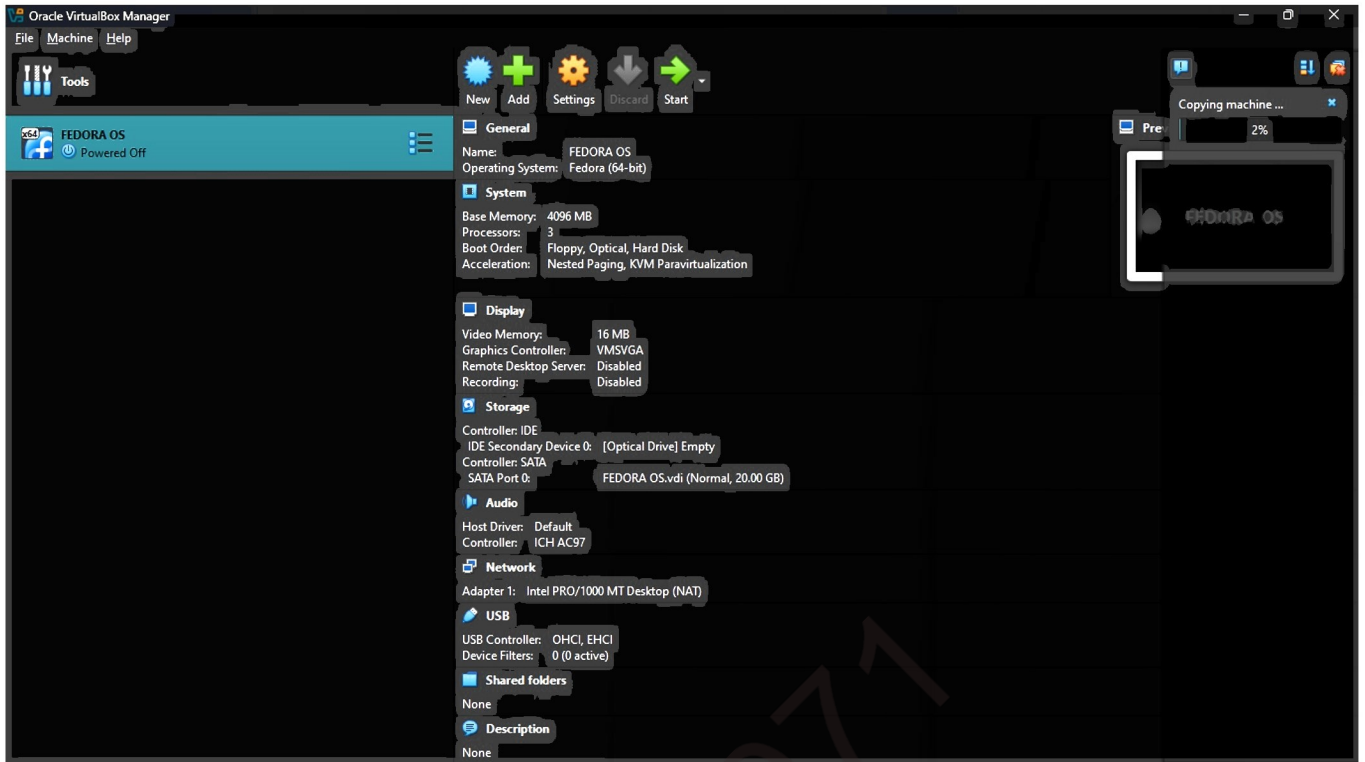 Oracle VirtualBox Manager
File Machine Help
Tools
New Add Settings Discard Start
Copying machine ...
2%
x64
FEDORA OS
Powered Off
General
Name: FEDORA OS
Operating System: Fedora (64-bit)
System
Base Memory: 4096 MB
Processors: 3
Boot Order: Floppy, Optical, Hard Disk
Acceleration: Nested Paging, KVM Paravirtualization
Display
Video Memory: 16 MB
Graphics Controller: VMSVGA
Remote Desktop Server: Disabled
Recording: Disabled
Storage
Controller: IDE
IDE Secondary Device 0: [Optical Drive] Empty
Controller: SATA
SATA Port 0: FEDORA OS.vdi (Normal, 20.00 GB)
Audio
Host Driver: Default
Controller: ICH AC97
Network
Adapter 1: Intel PRO/1000 MT Desktop (NAT)
USB
USB Controller: OHCI, EHCI
Device Filters: 0 (0 active)
Shared folders
None
Description
None
Pre
FEDORA OS